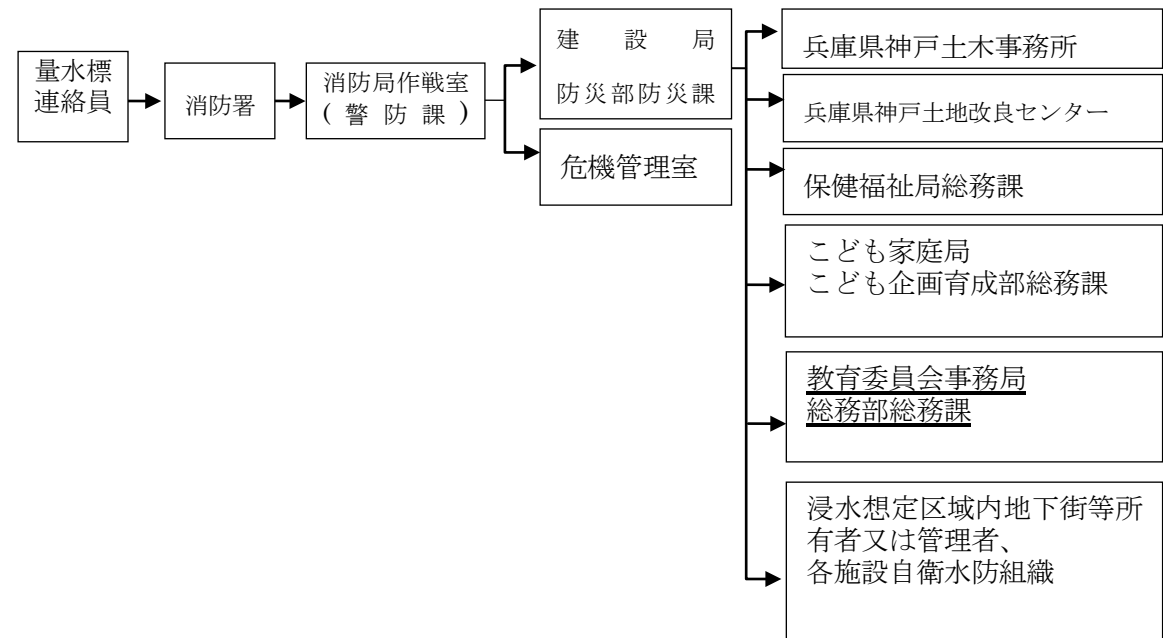 量水標
連絡員
消防署
消防局作戦室
(警防課)
建設局
防災部防災課
危機管理室
兵庫県神戸土木事務所
兵庫県神戸土地改良センター
保健福祉局総務課
こども家庭局
こども企画育成部総務課
教育委員会事務局
総務部総務課
浸水想定区域内地下街等所
有者又は管理者、
各施設自衛水防組織